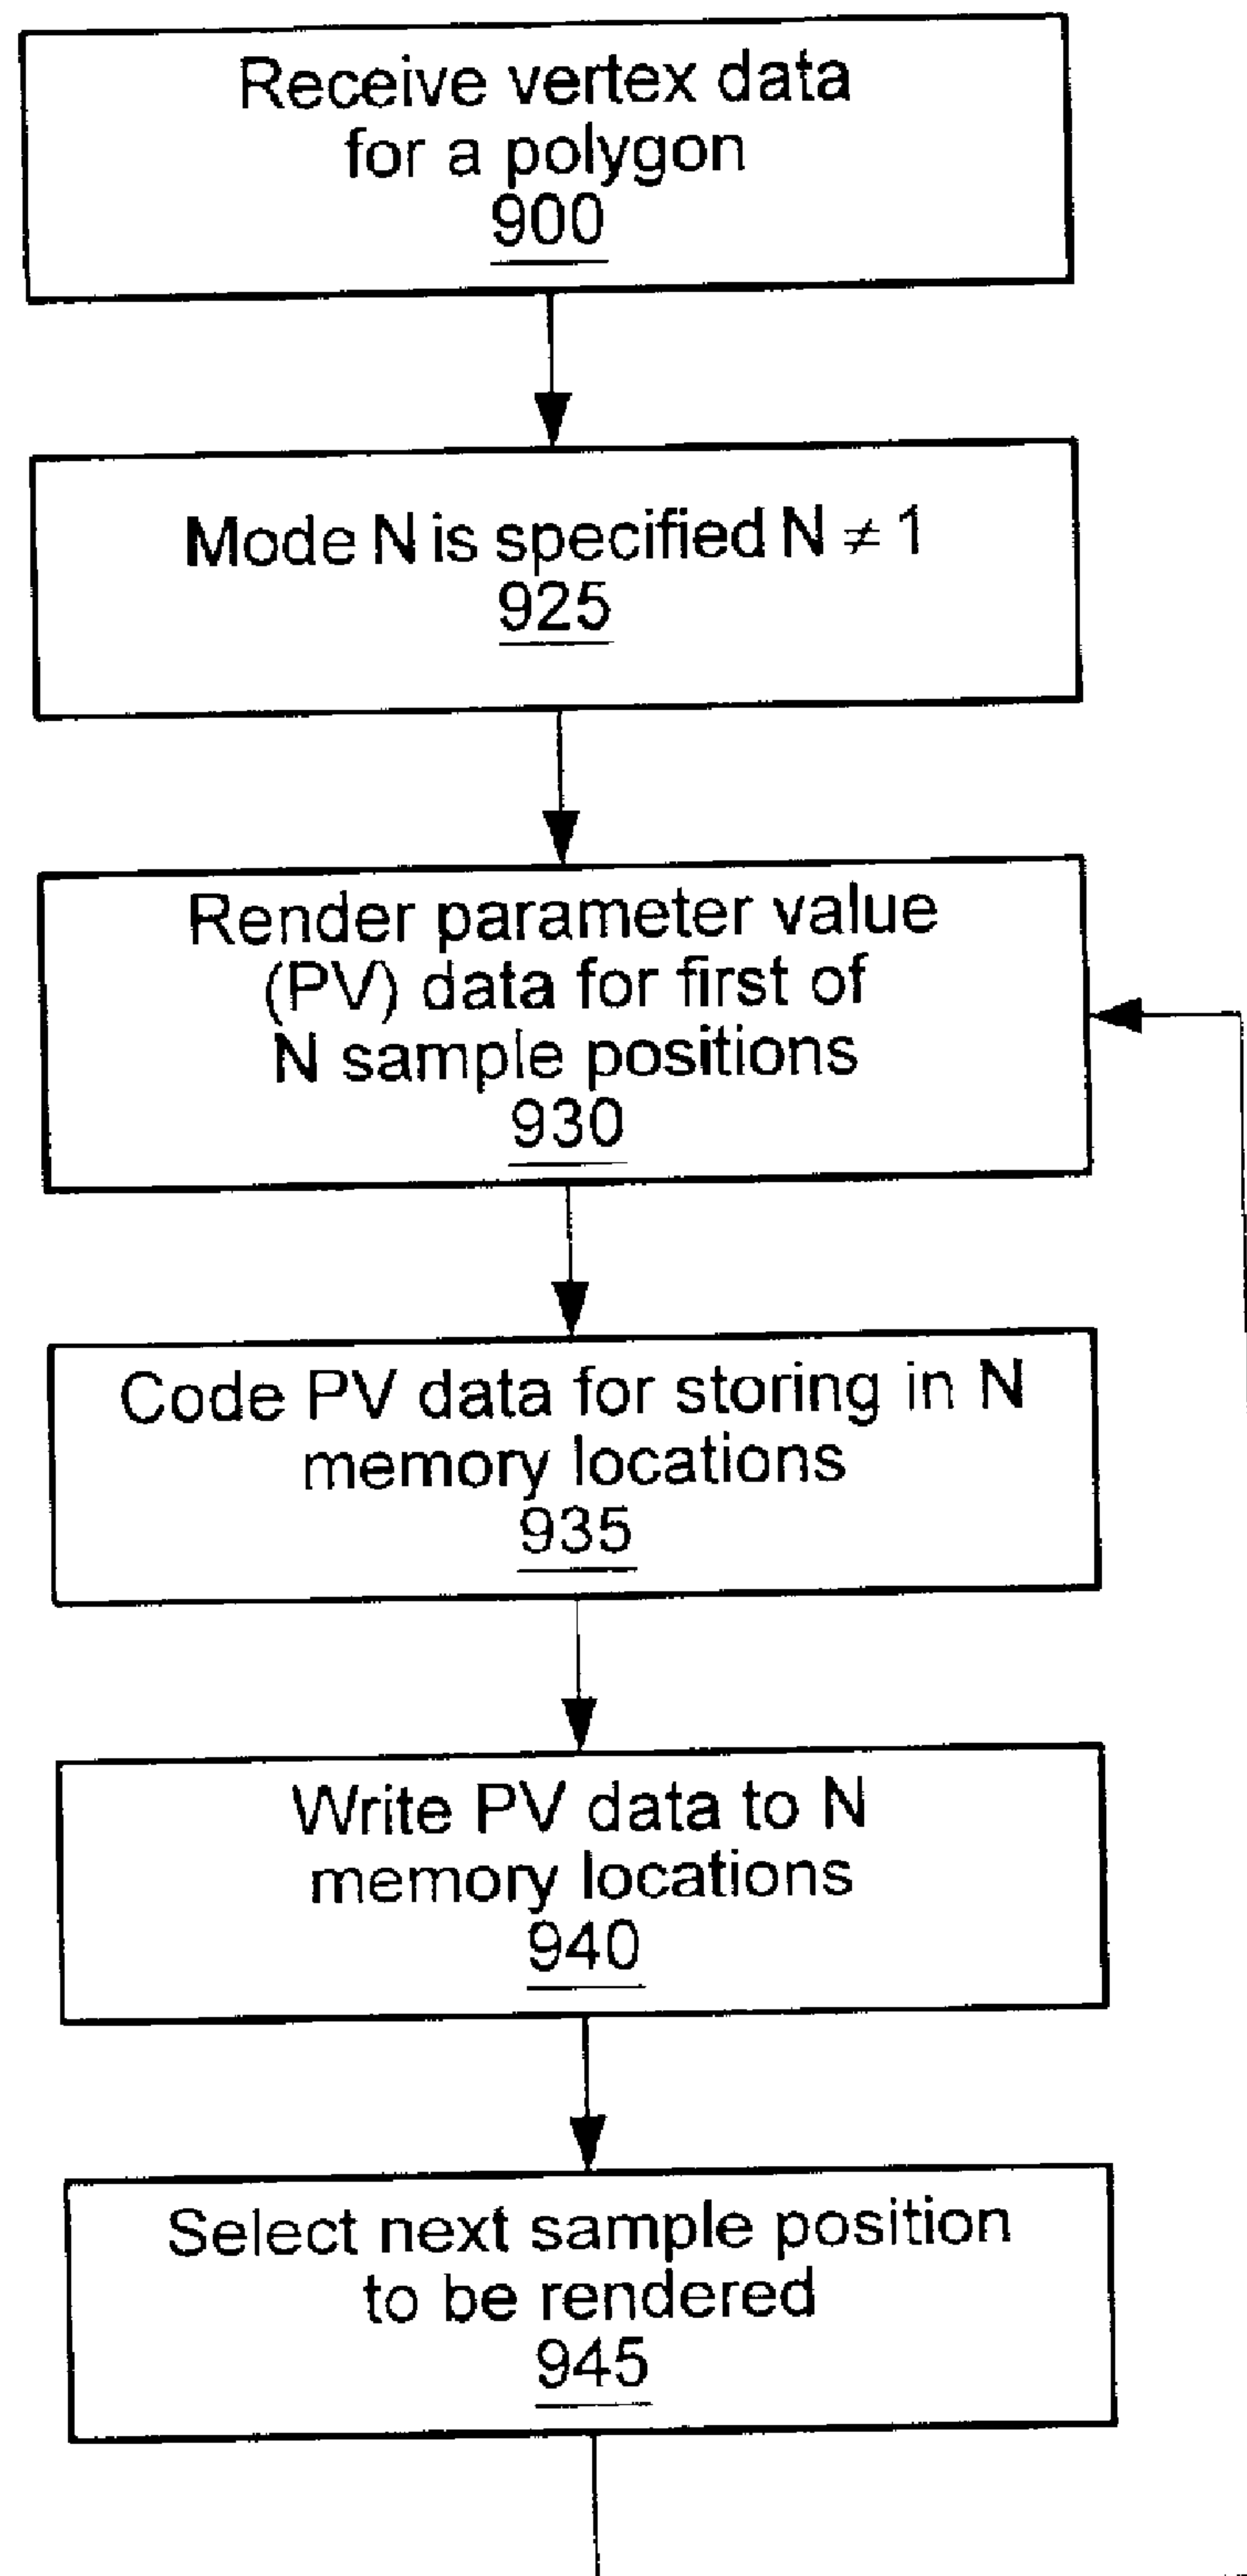 Receive vertex data
for a polygon
900
Mode N is specified N ≠ 1
925
Render parameter value
(PV) data for first of
N sample positions
930
Code PV data for storing in N
memory locations
935
Write PV data to N
memory locations
940
Select next sample position
to be rendered
945